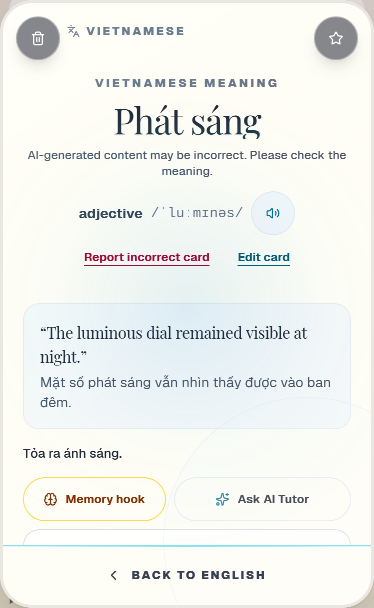 VIETNAMESE
VIETNAMESE MEANING
Phát sáng
AI-generated content may be incorrect. Please check the
meaning.
adjective /ˈluːmɪnəs/
Report incorrect card Edit card
“The luminous dial remained visible at
night.”
Mặt số phát sáng vẫn nhìn thấy được vào ban
đêm.
Tỏa ra ánh sáng.
Memory hook Ask AI Tutor
BACK TO ENGLISH